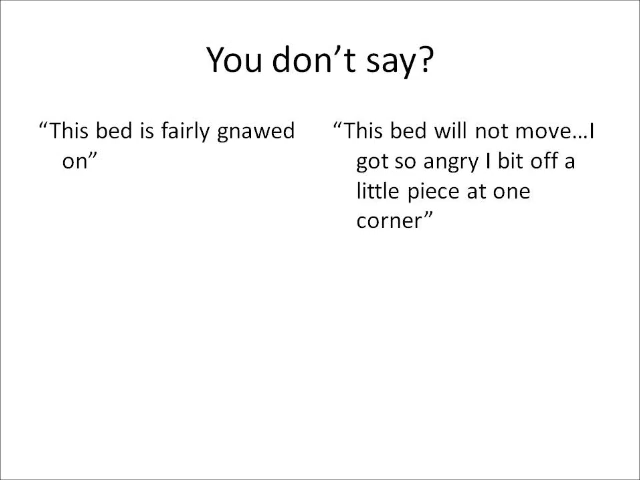 You don’t say?
“This bed is fairly gnawed
on”
“This bed will not move…I
got so angry I bit off a
little piece at one
corner”